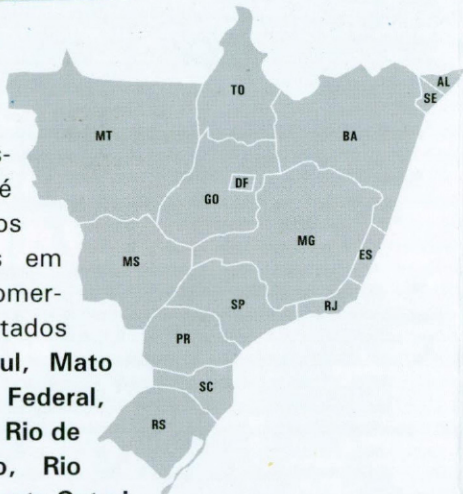 TO
AL
SE
MT
BA
s-
é
DF
GO
os
MG
em
MS
ES
omer-
SP
RJ
tados
PR
ul, Mato
Federal,
SC
Rio de
RS
o, Rio